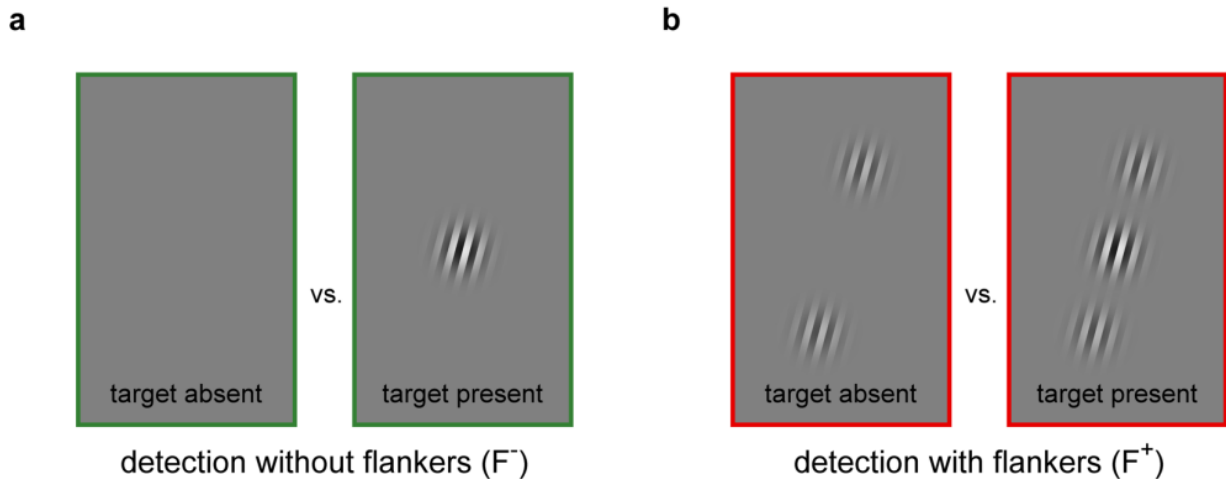 a
b
vs.
vs.
target absent
target present
target absent
target present
detection without flankers (F⁻)
detection with flankers (F⁺)